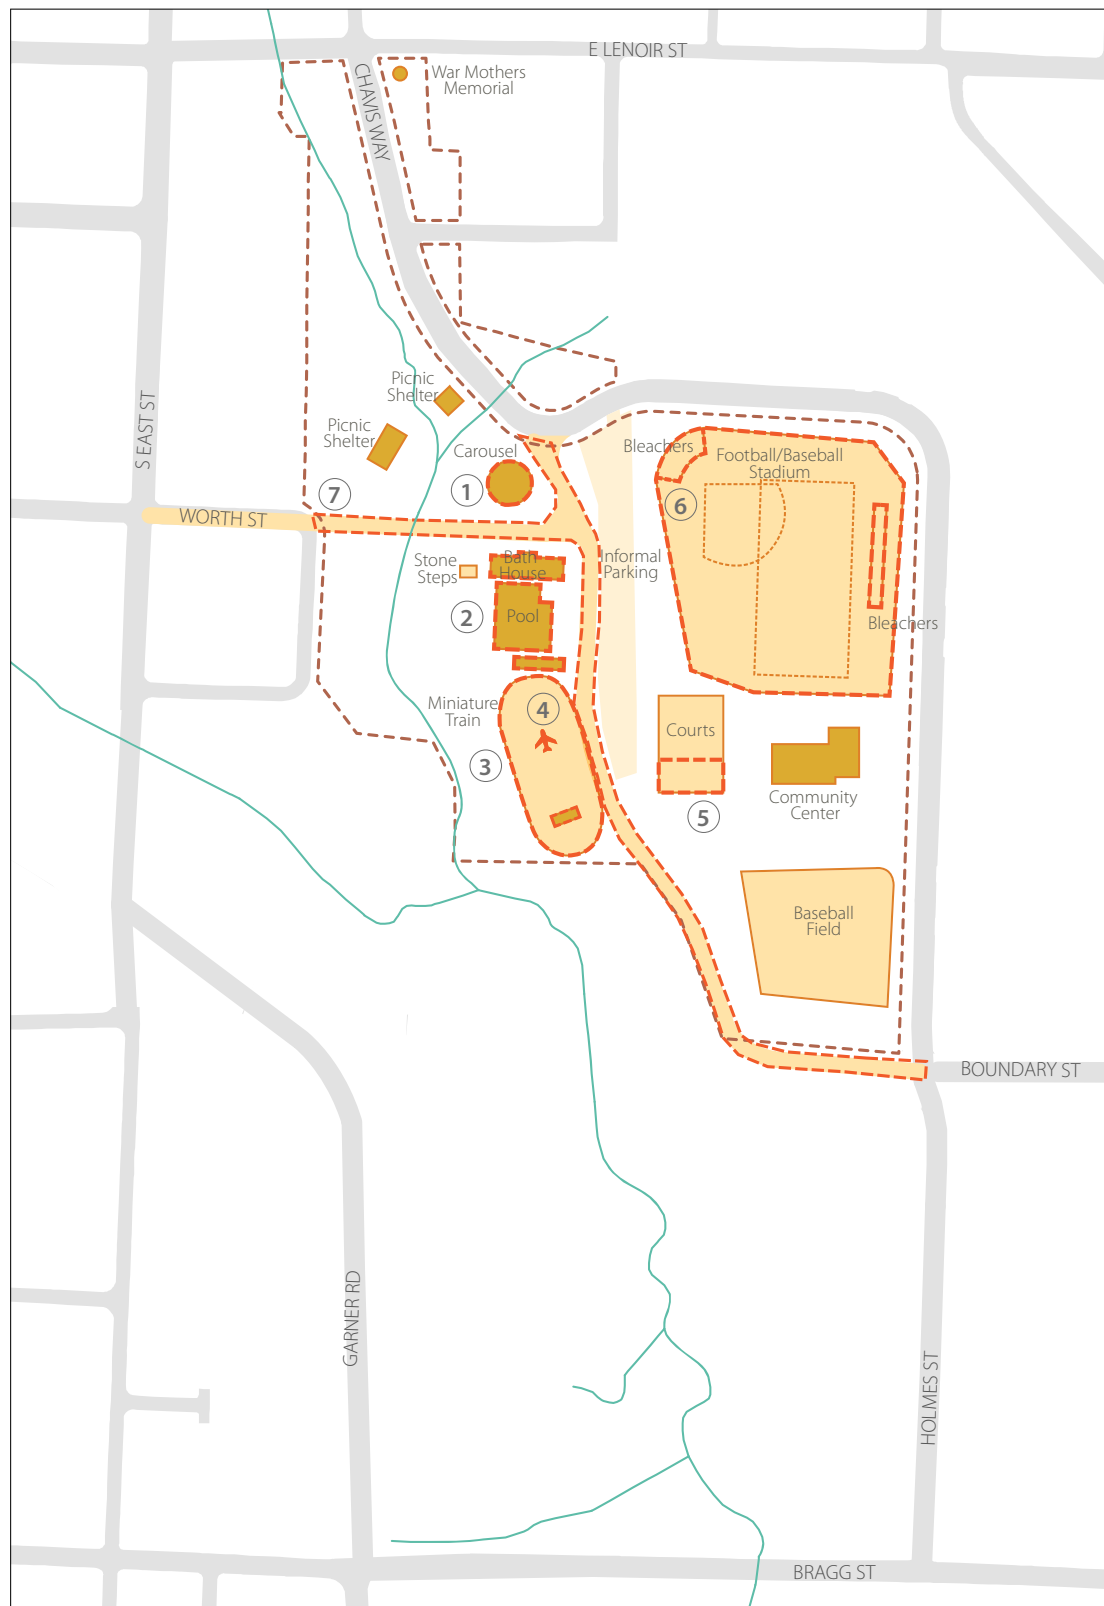 E LENOIR ST
CHAVIS WAY
War Mothers
Memorial
S EAST ST
Picnic
Shelter
Picnic
Shelter
Carousel
1
7
WORTH ST
Bleachers
Football/Baseball
Stadium
6
Stone
Steps
Bath
House
Informal
Parking
2
Pool
Bleachers
Miniature
Train
4
3
Courts
5
Community
Center
Baseball
Field
BOUNDARY ST
GARNER RD
HOLMES ST
BRAGG ST